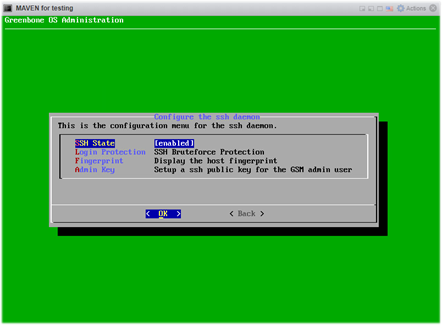 MAVEN for testing
Actions
Greenbone OS Administration
Configure the ssh daemon
This is the configuration menu for the ssh daemon.
SSH State [enabled]
Login Protection SSH Bruteforce Protection
Fingerprint Display the host fingerprint
Admin Key Setup a ssh public key for the GSM admin user
< OK > < Back >